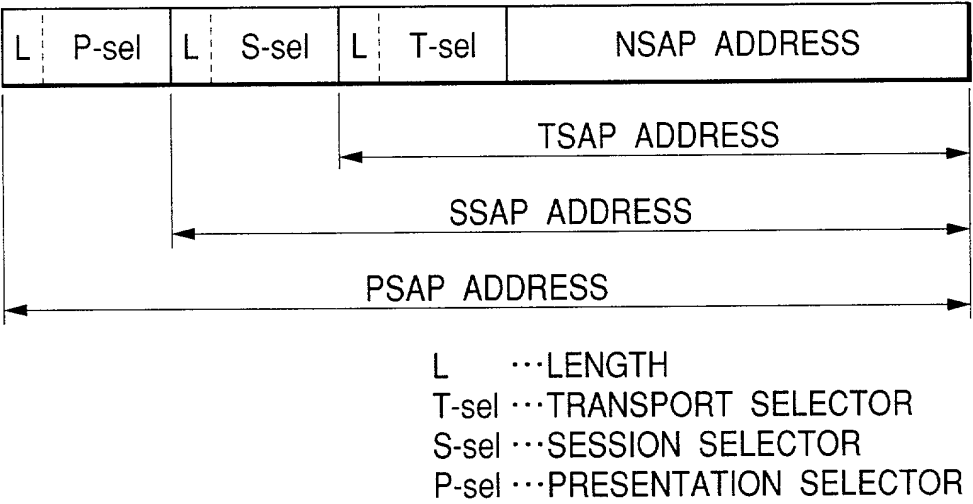 L P-sel L S-sel L T-sel NSAP ADDRESS
TSAP ADDRESS
SSAP ADDRESS
PSAP ADDRESS
L ···LENGTH
T-sel ···TRANSPORT SELECTOR
S-sel ···SESSION SELECTOR
P-sel ···PRESENTATION SELECTOR